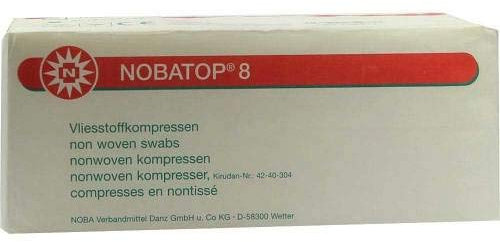 N
NOBATOP® 8
Vliesstoffkompressen
non woven swabs
nonwoven kompressen
nonwoven kompresser, Kirudan-Nr.: 42-40-304
compresses en nontissé
NOBA Verbandmittel Danz GmbH u. Co KG · D-58300 Wetter